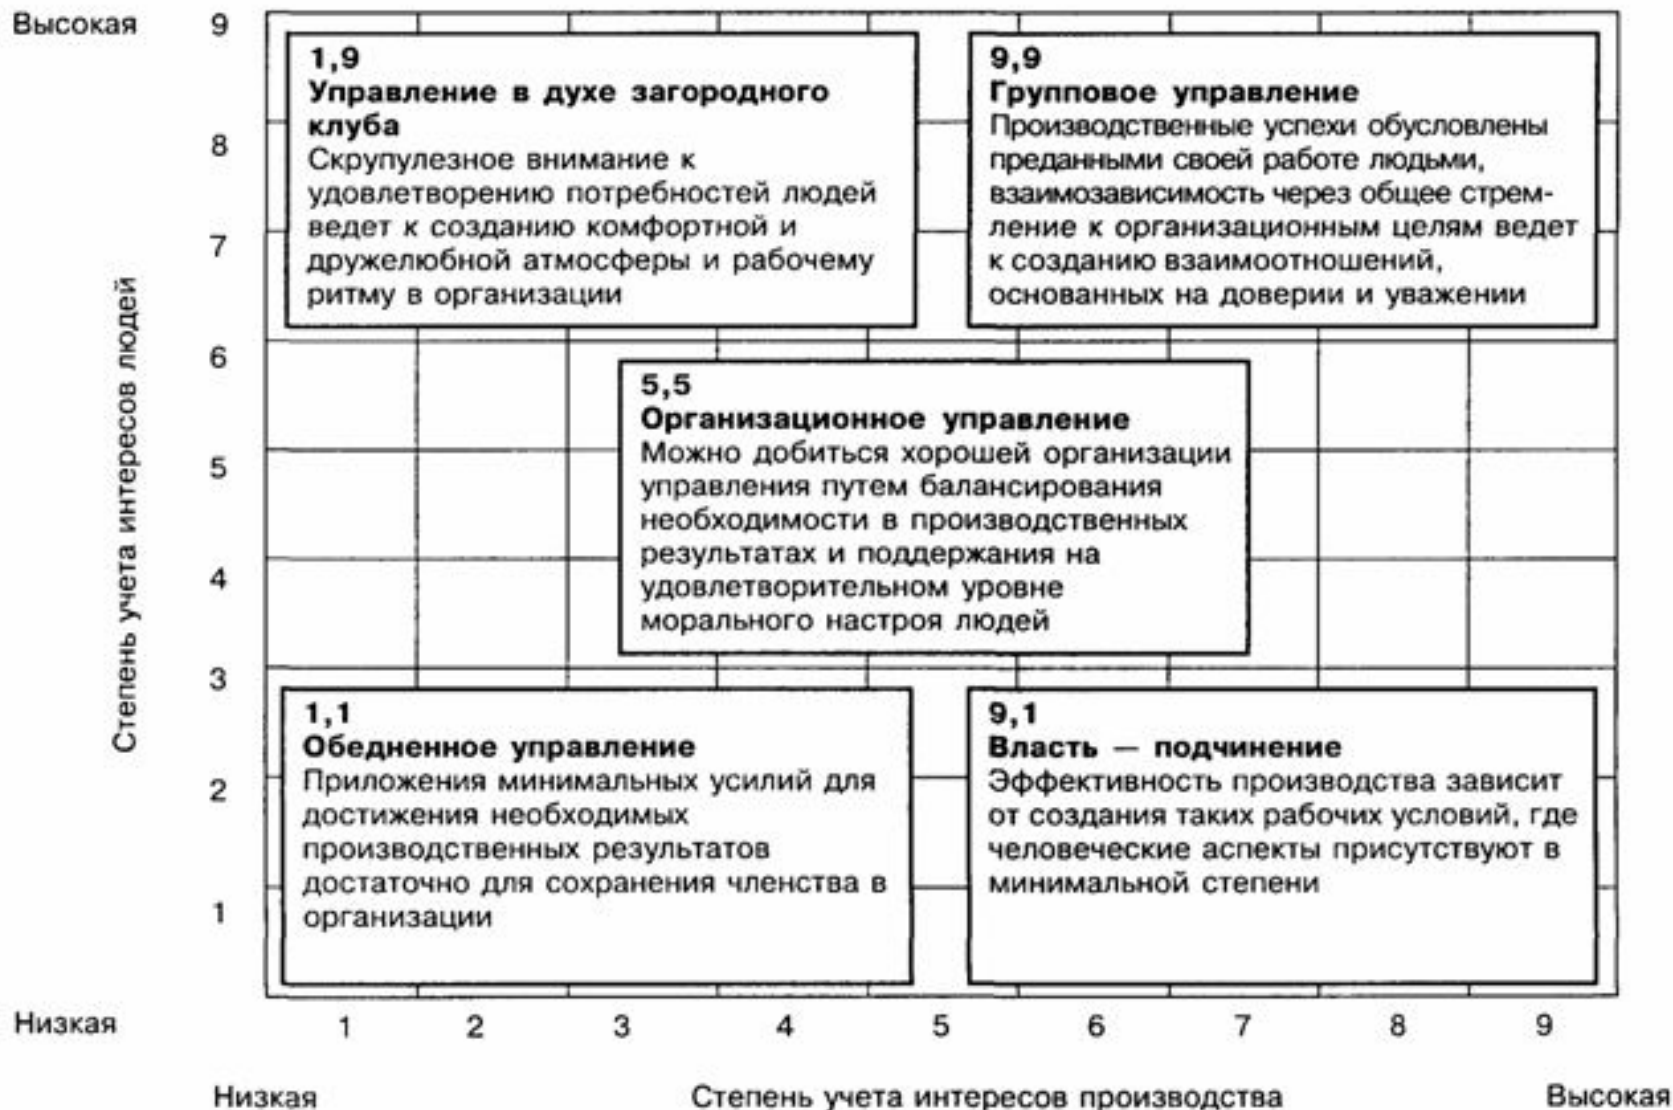 Высокая
9
1,9
Управление в духе загородного
клуба
Скрупулезное внимание к
удовлетворению потребностей людей
ведет к созданию комфортной и
дружелюбной атмосферы и рабочему
ритму в организации
9,9
Групповое управление
Производственные успехи обусловлены
преданными своей работе людьми,
взаимозависимость через общее стрем-
ление к организационным целям ведет
к созданию взаимоотношений,
основанных на доверии и уважении
8
7
6
5,5
Организационное управление
Можно добиться хорошей организации
управления путем балансирования
необходимости в производственных
результатах и поддержания на
удовлетворительном уровне
морального настроя людей
5
4
3
Степень учета интересов людей
1,1
Обедненное управление
Приложения минимальных усилий для
достижения необходимых
производственных результатов
достаточно для сохранения членства в
организации
9,1
Власть — подчинение
Эффективность производства зависит
от создания таких рабочих условий, где
человеческие аспекты присутствуют в
минимальной степени
2
1
Низкая
1 2 3 4 5 6 7 8 9
Низкая Степень учета интересов производства Высокая